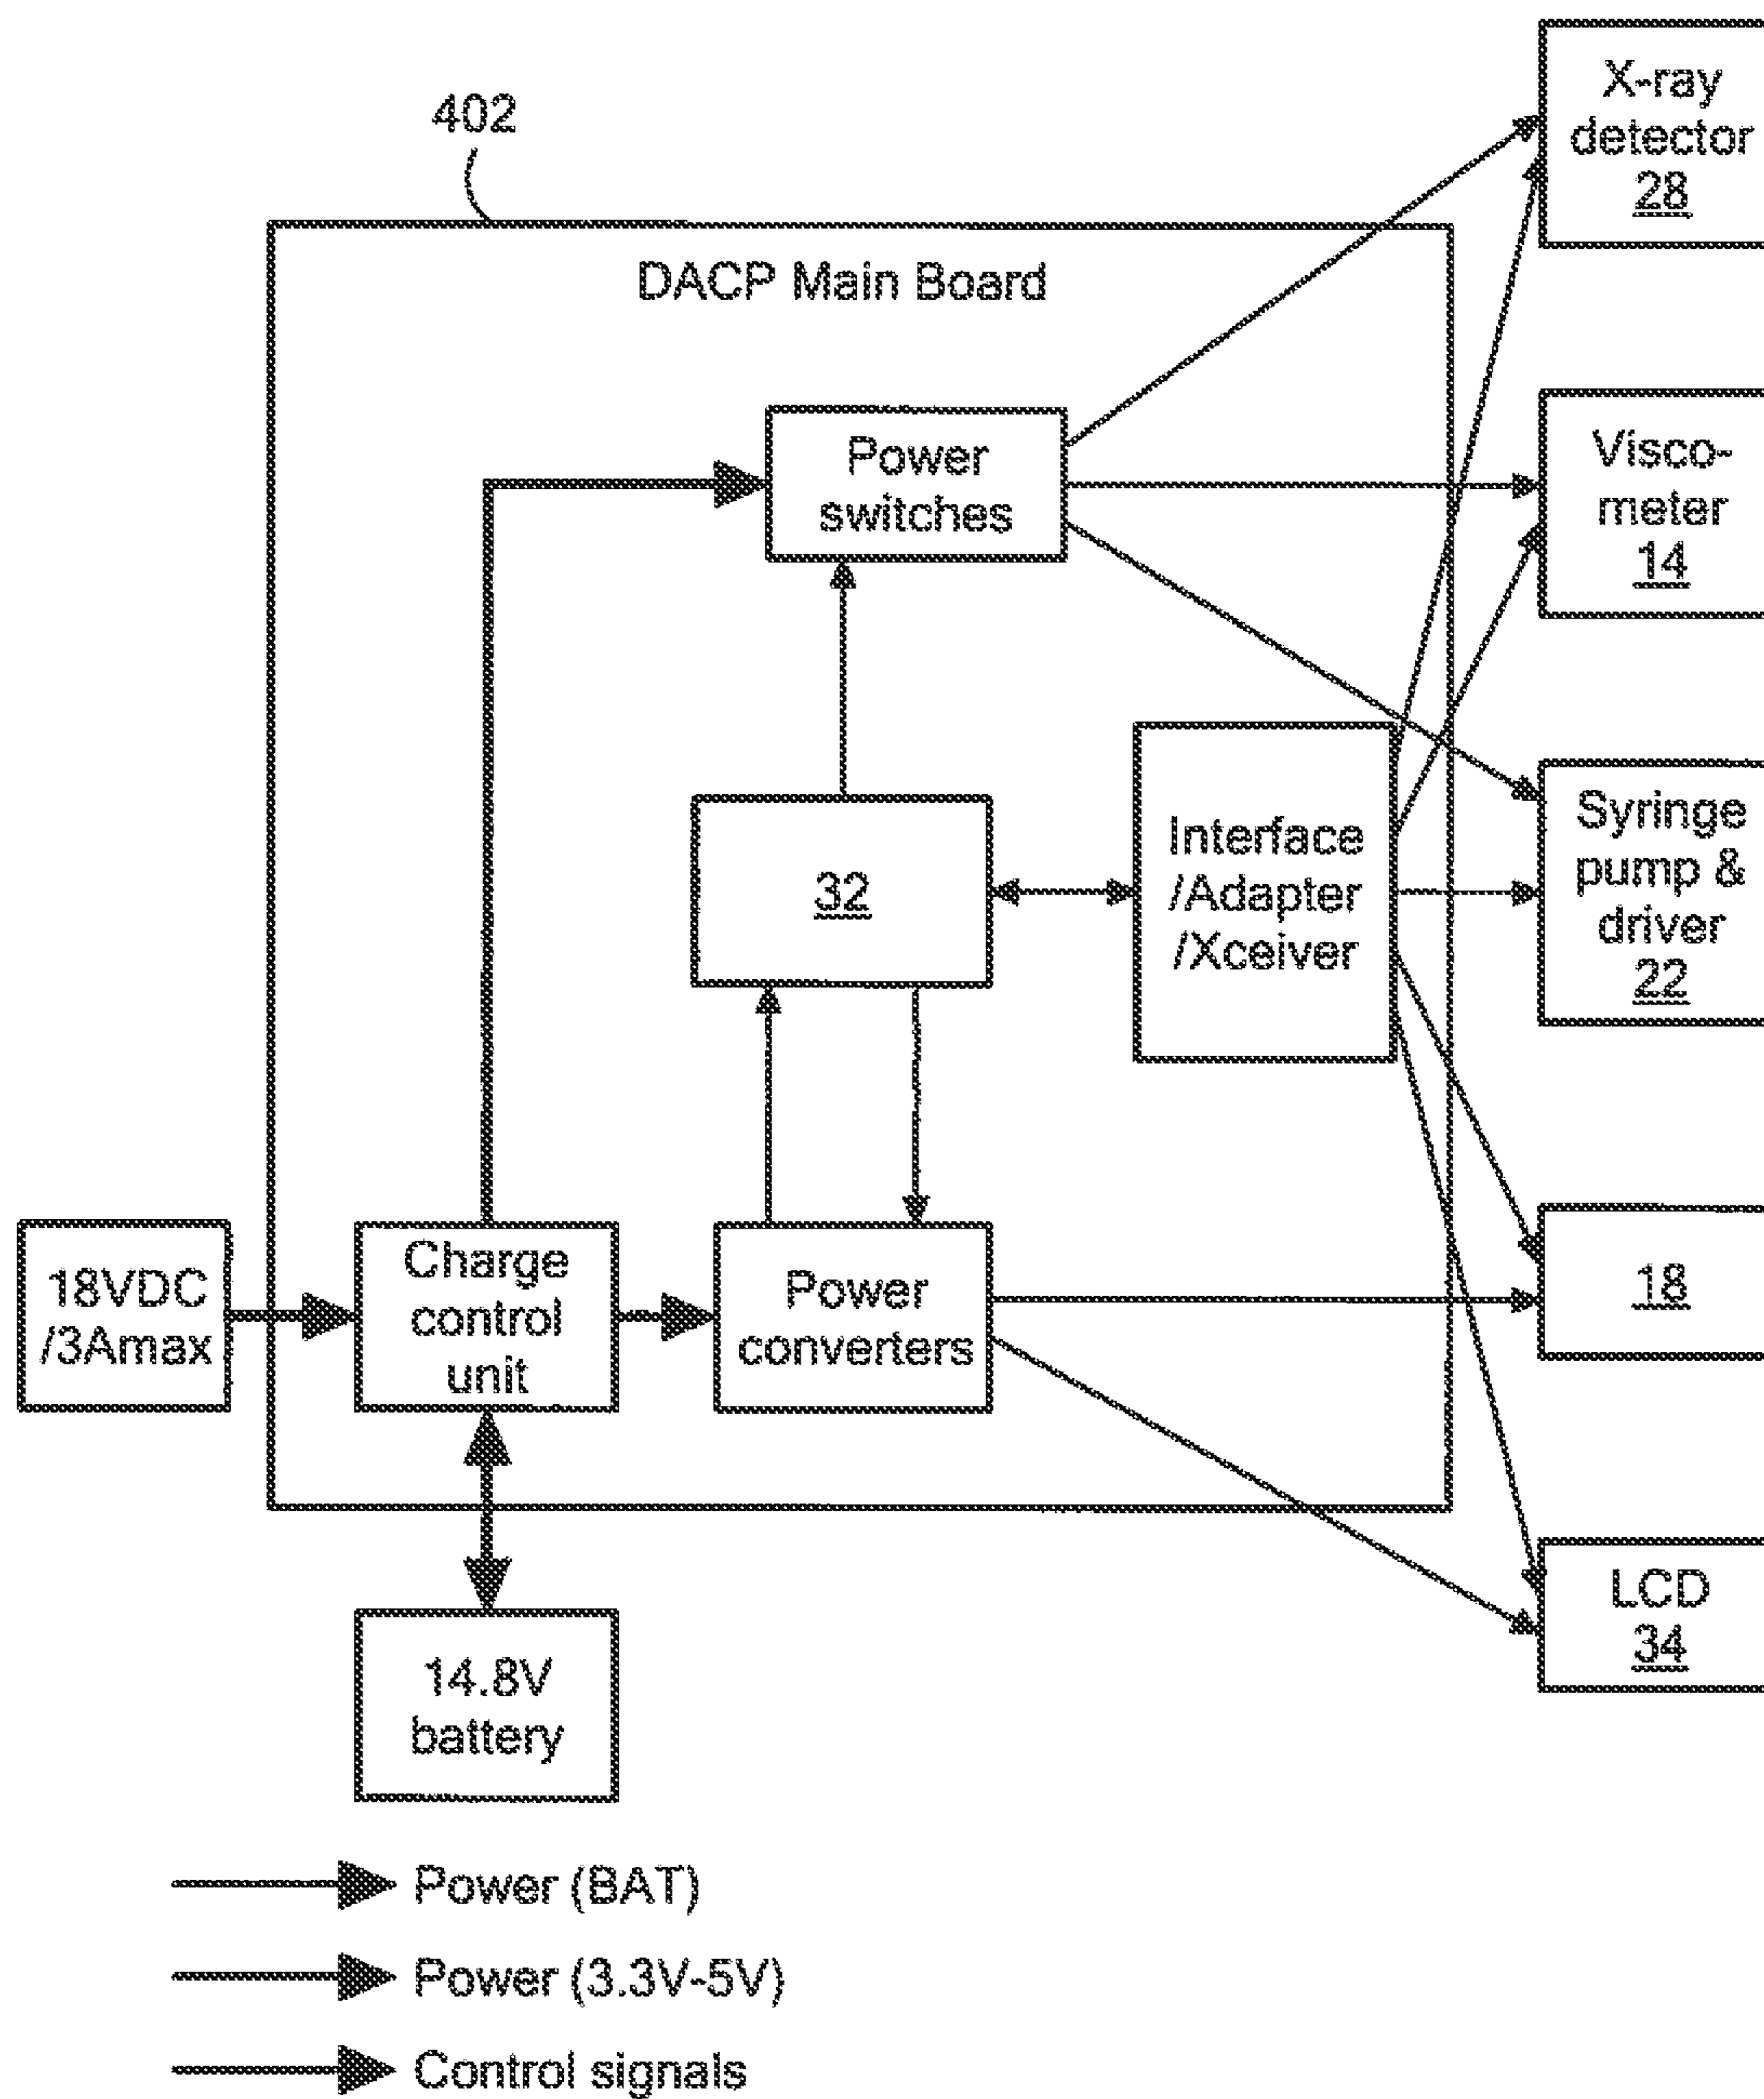 402
DACP Main Board
X-ray
detector
28
Power
switches
Visco-
meter
14
32
Interface
/Adapter
/Xceiver
Syringe
pump &
driver
22
18VDC
/3Amax
Charge
control
unit
Power
converters
18
14.8V
battery
LCD
34
Power (BAT)
Power (3.3V-5V)
Control signals